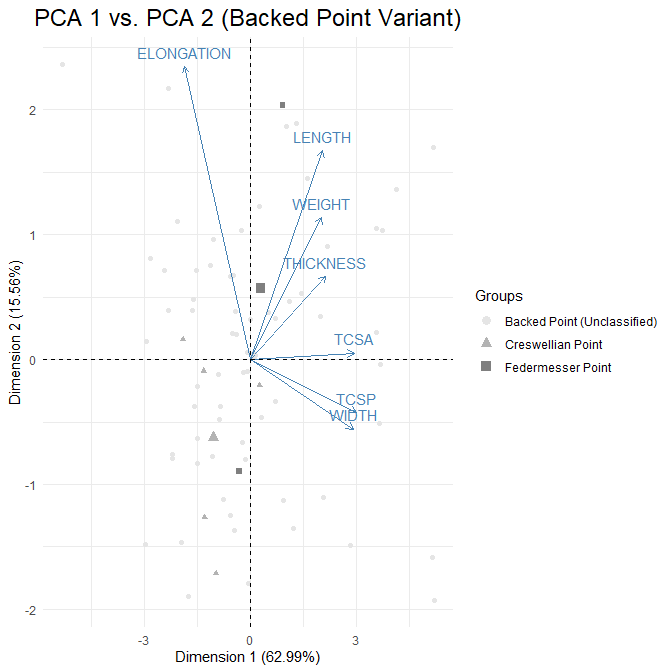 PCA 1 vs. PCA 2 (Backed Point Variant)
ELONGATION
LENGTH
WEIGHT
THICKNESS
TCSA
TCSP
WIDTH
2
1
0
-1
-2
Dimension 2 (15.56%)
-3
0
3
Dimension 1 (62.99%)
Groups
Backed Point (Unclassified)
Creswellian Point
Federmesser Point